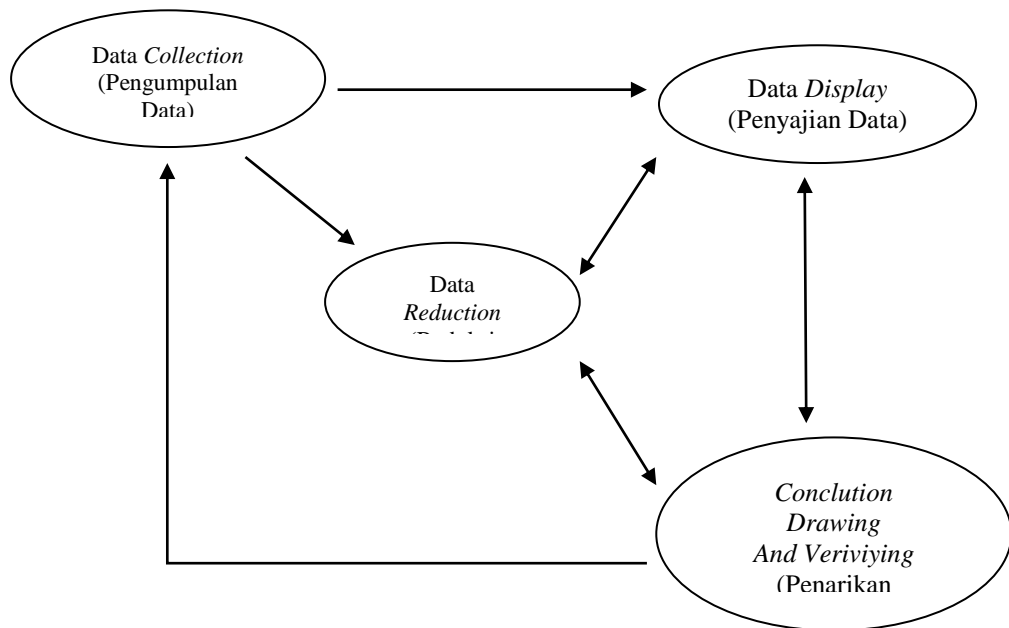 Data Collection
(Pengumpulan
Data)
Data Display
(Penyajian Data)
Data
Reduction
Conclution
Drawing
And Veriviying
(Penarikan